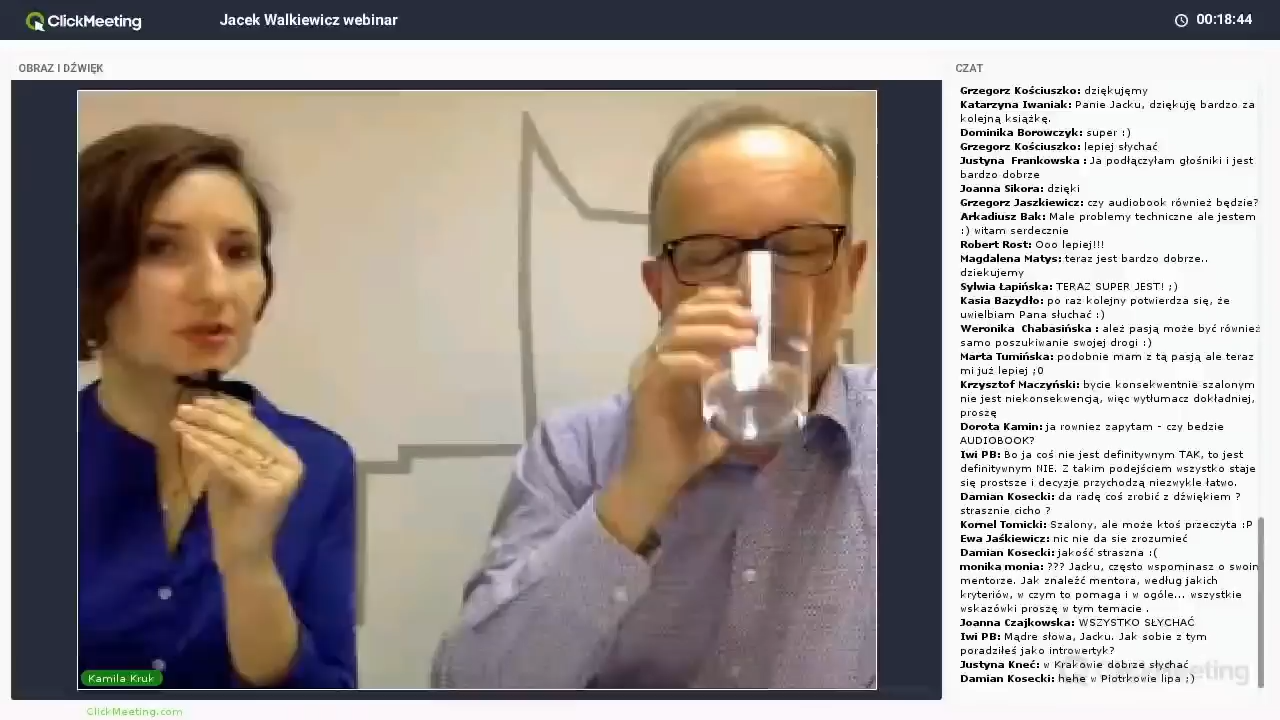 ClickMeeting
Jacek Walkiewicz webinar
00:18:44
OBRAZ I DŹWIĘK
CZAT
Grzegorz Kościuszko: dziękujęmy
Katarzyna Iwaniak: Panie Jacku, dziękuję bardzo za
kolejną książkę.
Dominika Borowczyk: super :)
Grzegorz Kościuszko: lepiej słychać
Justyna Frankowska : Ja podłączyłam głośniki i jest
bardzo dobrze
Joanna Sikora: dzięki
Grzegorz Jaszkiewicz: czy audiobook również będzie?
Arkadiusz Bak: Male problemy techniczne ale jestem
:) witam serdecznie
Robert Rost: Ooo lepiej!!!
Magdalena Matys: teraz jest bardzo dobrze..
dziekujemy
Sylwia Łapińska: TERAZ SUPER JEST! ;)
Kasia Bazydło: po raz kolejny potwierdza się, że
uwielbiam Pana słuchać :)
Weronika Chabasińska : ależ pasją może być również
samo poszukiwanie swojej drogi :)
Marta Tumińska: podobnie mam z tą pasją ale teraz
mi już lepiej ;0
Krzysztof Maczyński: bycie konsekwentnie szalonym
nie jest niekonsekwencją, więc wytłumacz dokładniej,
proszę
Dorota Kamin: ja rowniez zapytam - czy bedzie
AUDIOBOOK?
Iwi PB: Bo ja coś nie jest definitywnym TAK, to jest
definitywnym NIE. Z takim podejściem wszystko staje
się prostsze i decyzje przychodzą niezwykle łatwo.
Damian Kosecki: da radę coś zrobić z dźwiękiem ?
strasznie cicho ?
Kornel Tomicki: Szalony, ale może ktoś przeczyta :P
Ewa Jaśkiewicz: nic nie da sie zrozumieć
Damian Kosecki: jakość straszna :(
monika monia: ??? Jacku, często wspominasz o swoin
mentorze. Jak znaleźć mentora, według jakich
kryteriów, w czym to pomaga i w ogóle... wszystkie
wskazówki proszę w tym temacie .
Joanna Czajkowska: WSZYSTKO SŁYCHAĆ
Iwi PB: Mądre słowa, Jacku. Jak sobie z tym
poradziłeś jako introwertyk?
Justyna Kneć: w Krakowie dobrze słychać
Damian Kosecki: hehe w Piotrkowie lipa ;)
ClickMeeting
Kamila Kruk
ClickMeeting.com